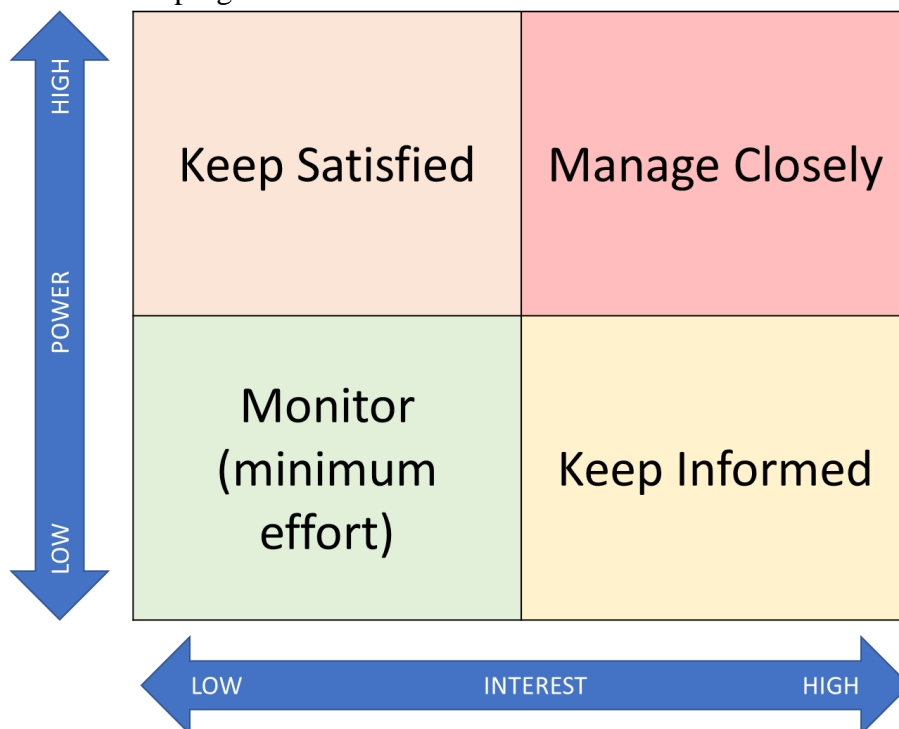 HIGH
Keep Satisfied
Manage Closely
POWER
Monitor
(minimum
effort)
Keep Informed
LOW
LOW
INTEREST
HIGH